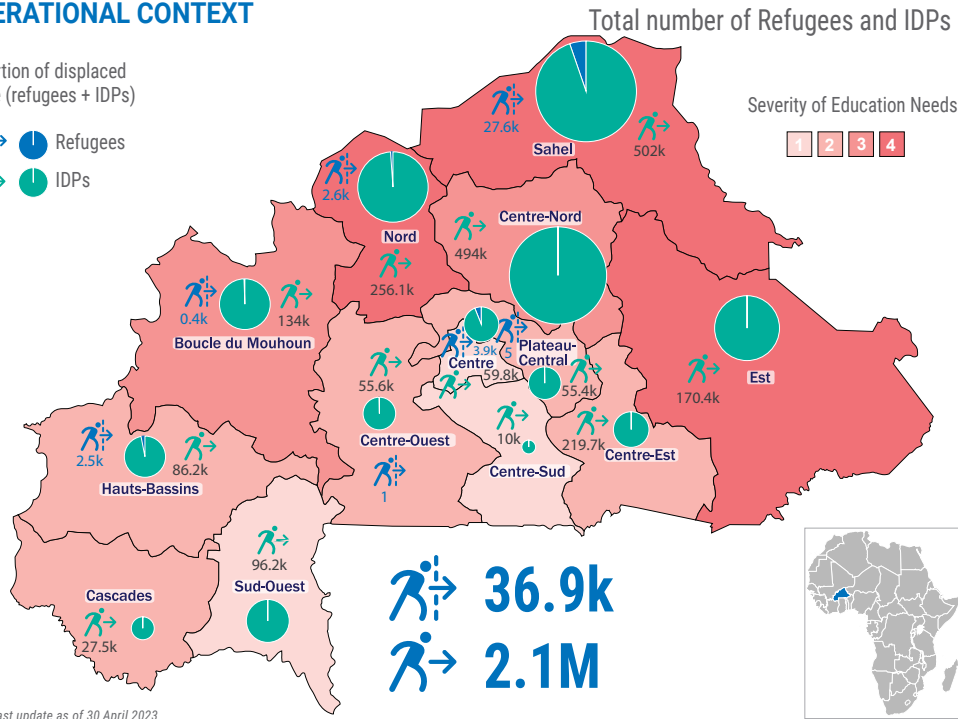 ERATIONAL CONTEXT
Total number of Refugees and IDPs
rtion of displaced
(refugees + IDPs)
Refugees
IDPs
Severity of Education Needs
1 2 3 4
27.6k
502k
Sahel
2.6k
Nord
256.1k
Centre-Nord
494k
0.4k
134k
Boucle du Mouhoun
3.9k
5
Centre
59.8k
Plateau-
Central
55.4k
170.4k
Est
55.6k
Centre-Ouest
1
10k
Centre-Sud
219.7k
Centre-Est
2.5k
86.2k
Hauts-Bassins
96.2k
Sud-Ouest
Cascades
27.5k
36.9k
2.1M
ast update as of 30 April 2023